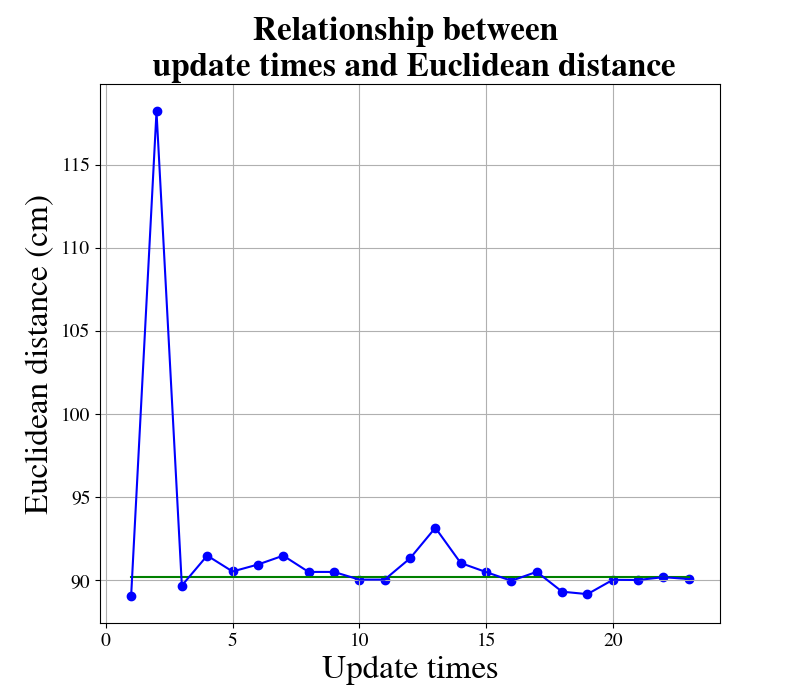 Relationship between
update times and Euclidean distance
Euclidean distance (cm)
115
110
105
100
95
90
0 5 10 15 20
Update times